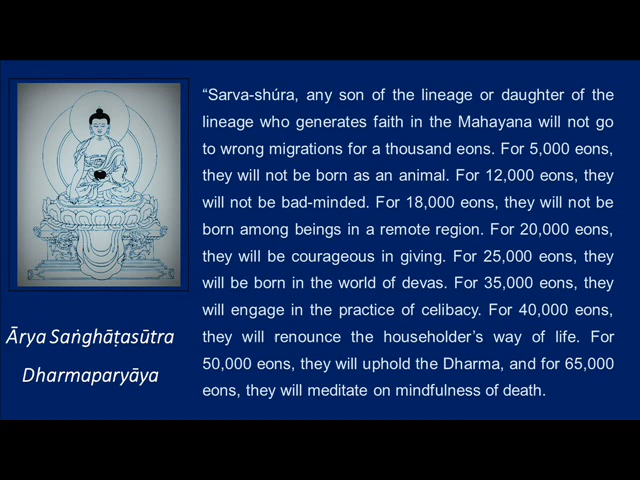 “Sarva-shúra, any son of the lineage or daughter of the
lineage who generates faith in the Mahayana will not go
to wrong migrations for a thousand eons. For 5,000 eons,
they will not be born as an animal. For 12,000 eons, they
will not be bad-minded. For 18,000 eons, they will not be
born among beings in a remote region. For 20,000 eons,
they will be courageous in giving. For 25,000 eons, they
will be born in the world of devas. For 35,000 eons, they
will engage in the practice of celibacy. For 40,000 eons,
they will renounce the householder’s way of life. For
50,000 eons, they will uphold the Dharma, and for 65,000
eons, they will meditate on mindfulness of death.
Ārya Saṅghāṭasūtra
Dharmaparyāya